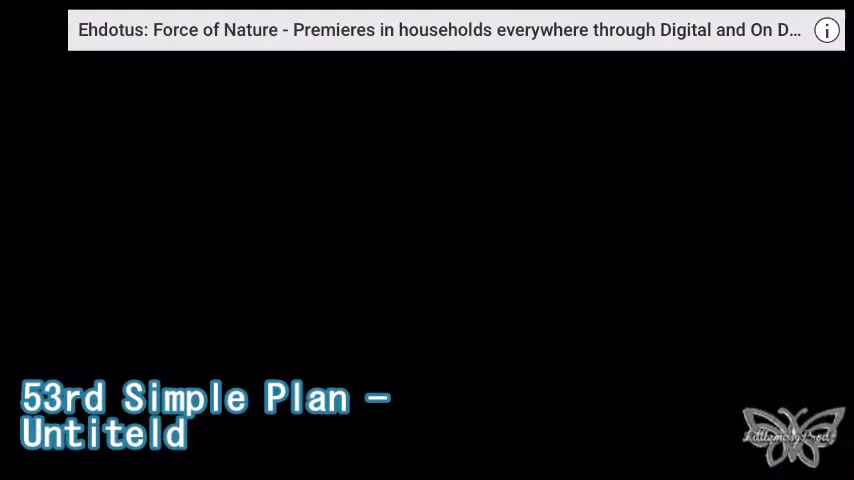 Ehdotus: Force of Nature - Premieres in households everywhere through Digital and On D...
53rd Simple Plan -
Untiteld